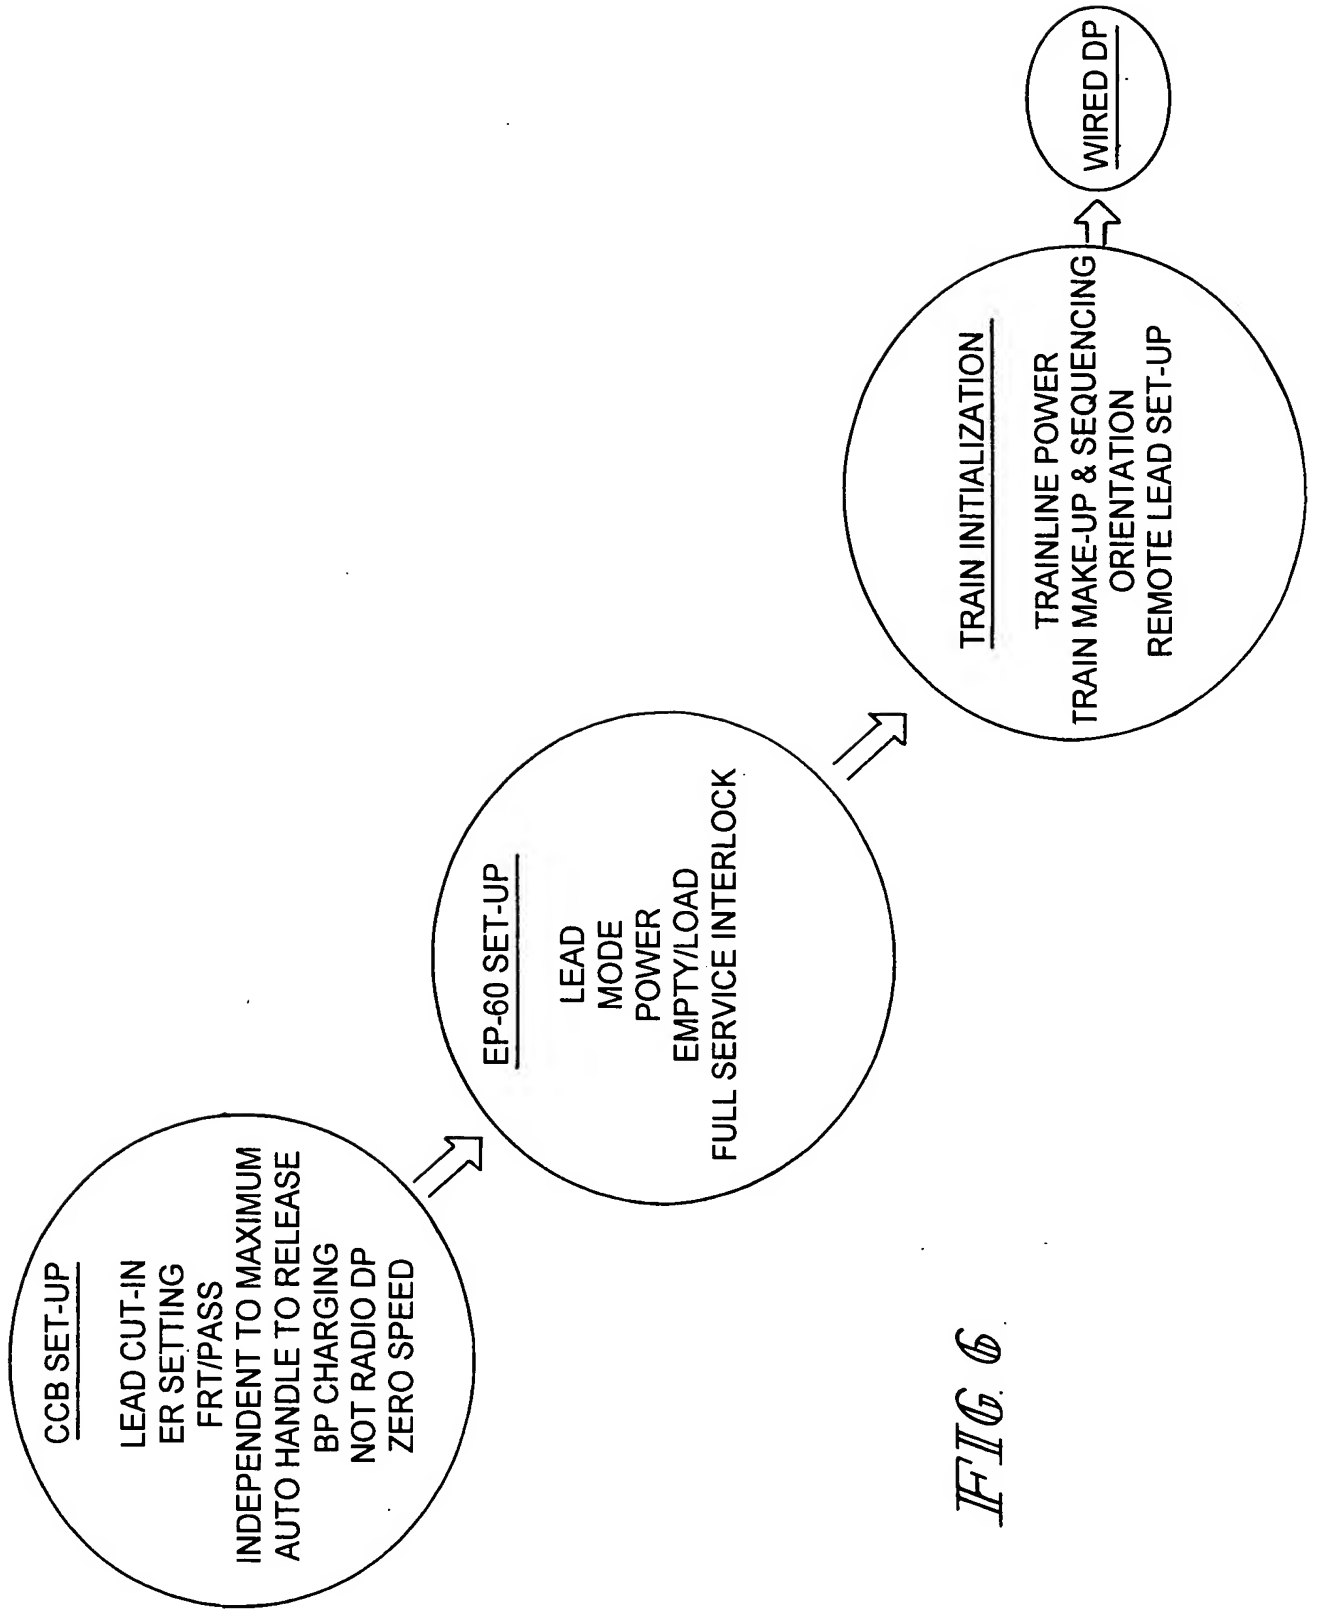 CCB SET-UP
LEAD CUT-IN
ER SETTING
FRT/PASS
INDEPENDENT TO MAXIMUM
AUTO HANDLE TO RELEASE
BP CHARGING
NOT RADIO DP
ZERO SPEED
EP-60 SET-UP
LEAD
MODE
POWER
EMPTY/LOAD
FULL SERVICE INTERLOCK
TRAIN INITIALIZATION
TRAINLINE POWER
TRAIN MAKE-UP & SEQUENCING
ORIENTATION
REMOTE LEAD SET-UP
WIRED DP
FIG. 6